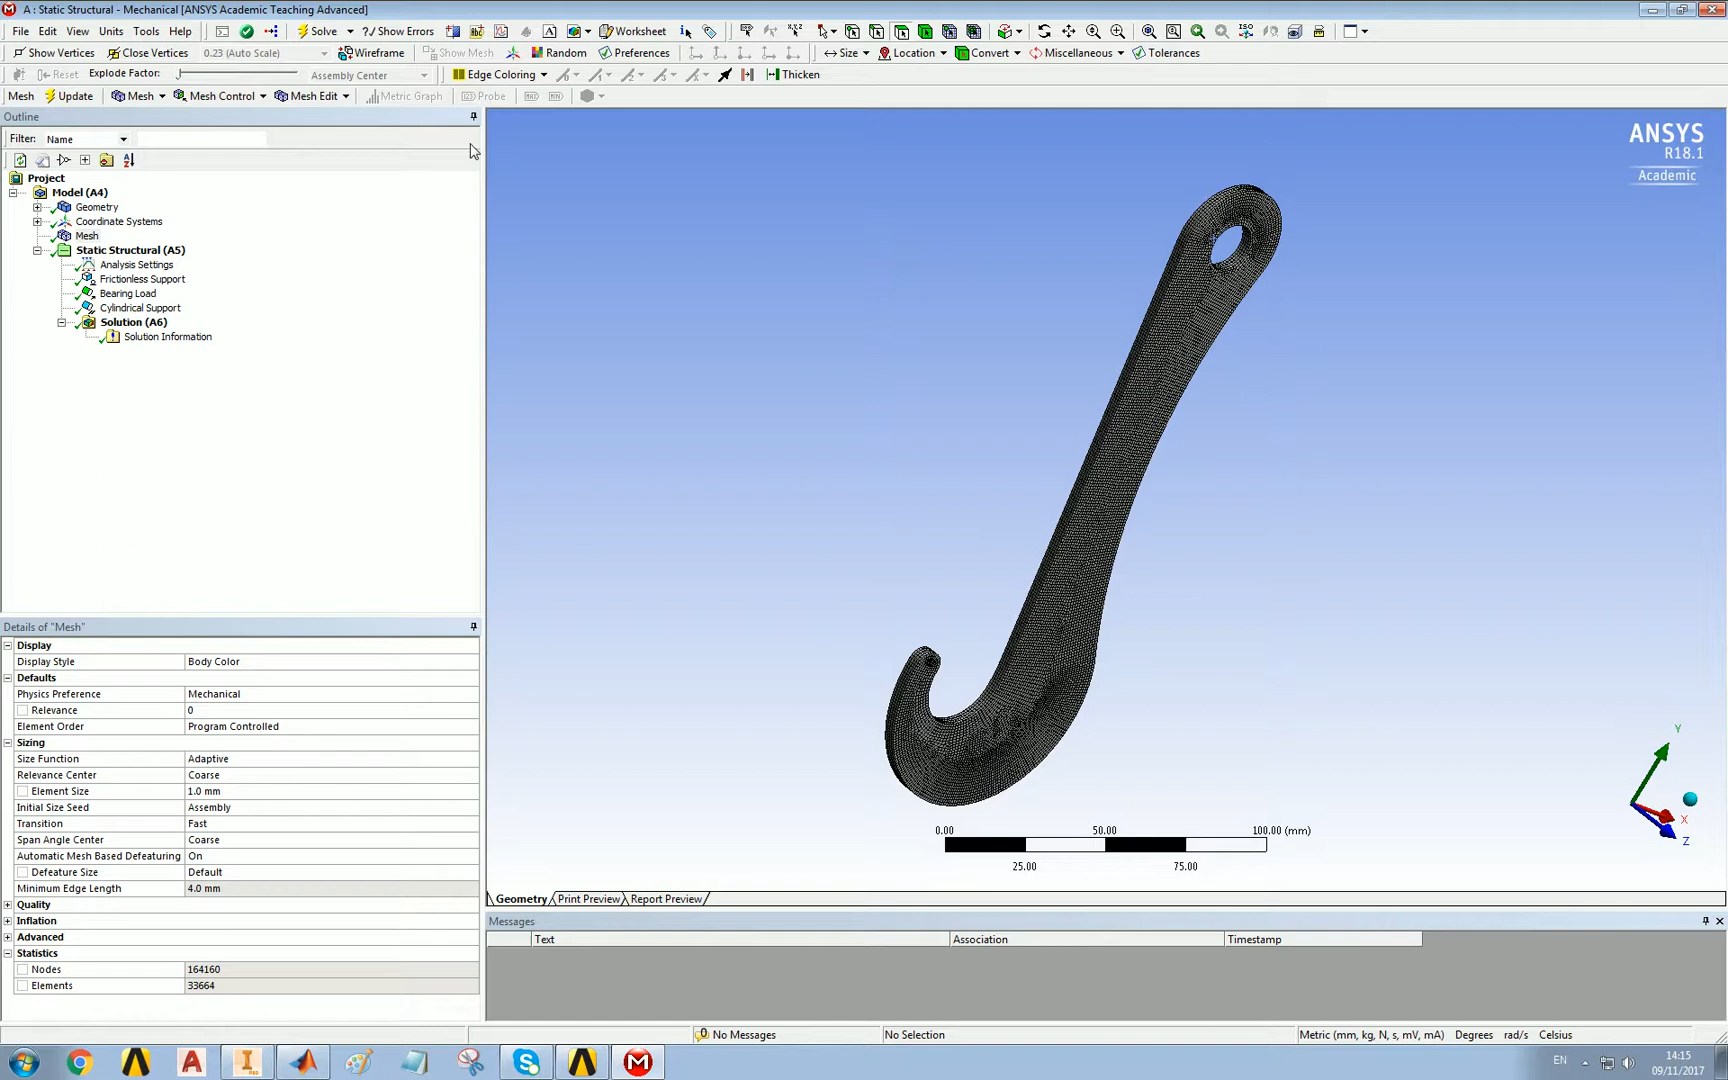 A : Static Structural - Mechanical [ANSYS Academic Teaching Advanced]
File Edit View Units Tools Help Solve ?/ Show Errors Worksheet
Show Vertices Close Vertices 0.23 (Auto Scale) Wireframe Show Mesh Random Preferences Size Location Convert Miscellaneous Tolerances
Reset Explode Factor: Assembly Center Edge Coloring Thicken
Mesh Update Mesh Mesh Control Mesh Edit Metric Graph Probe
Outline
Filter: Name
Project
Model (A4)
Geometry
Coordinate Systems
Mesh
Static Structural (A5)
Analysis Settings
Frictionless Support
Bearing Load
Cylindrical Support
Solution (A6)
Solution Information
ANSYS
R18.1
Academic
Details of "Mesh"
Display
Display Style Body Color
Defaults
Physics Preference Mechanical
Relevance 0
Element Order Program Controlled
Sizing
Size Function Adaptive
Relevance Center Coarse
Element Size 1.0 mm
Initial Size Seed Assembly
Transition Fast
Span Angle Center Coarse
Automatic Mesh Based Defeaturing On
Defeature Size Default
Minimum Edge Length 4.0 mm
Quality
Inflation
Advanced
Statistics
Nodes 164160
Elements 33664
Y
X
Z
0.00 50.00 100.00 (mm)
25.00 75.00
Geometry Print Preview Report Preview
Messages
Text Association Timestamp
No Messages No Selection Metric (mm, kg, N, s, mV, mA) Degrees rad/s Celsius
EN 14:15
09/11/2017